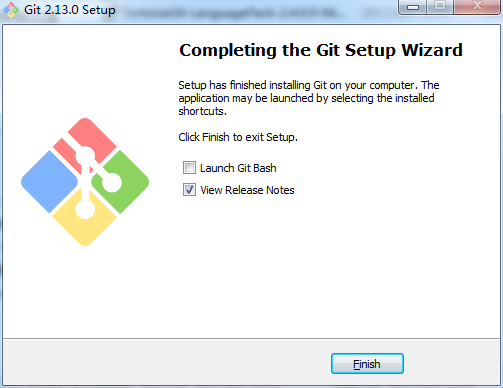 Git 2.13.0 Setup
Completing the Git Setup Wizard
Setup has finished installing Git on your computer. The
application may be launched by selecting the installed
shortcuts.
Click Finish to exit Setup.
Launch Git Bash
View Release Notes
Finish